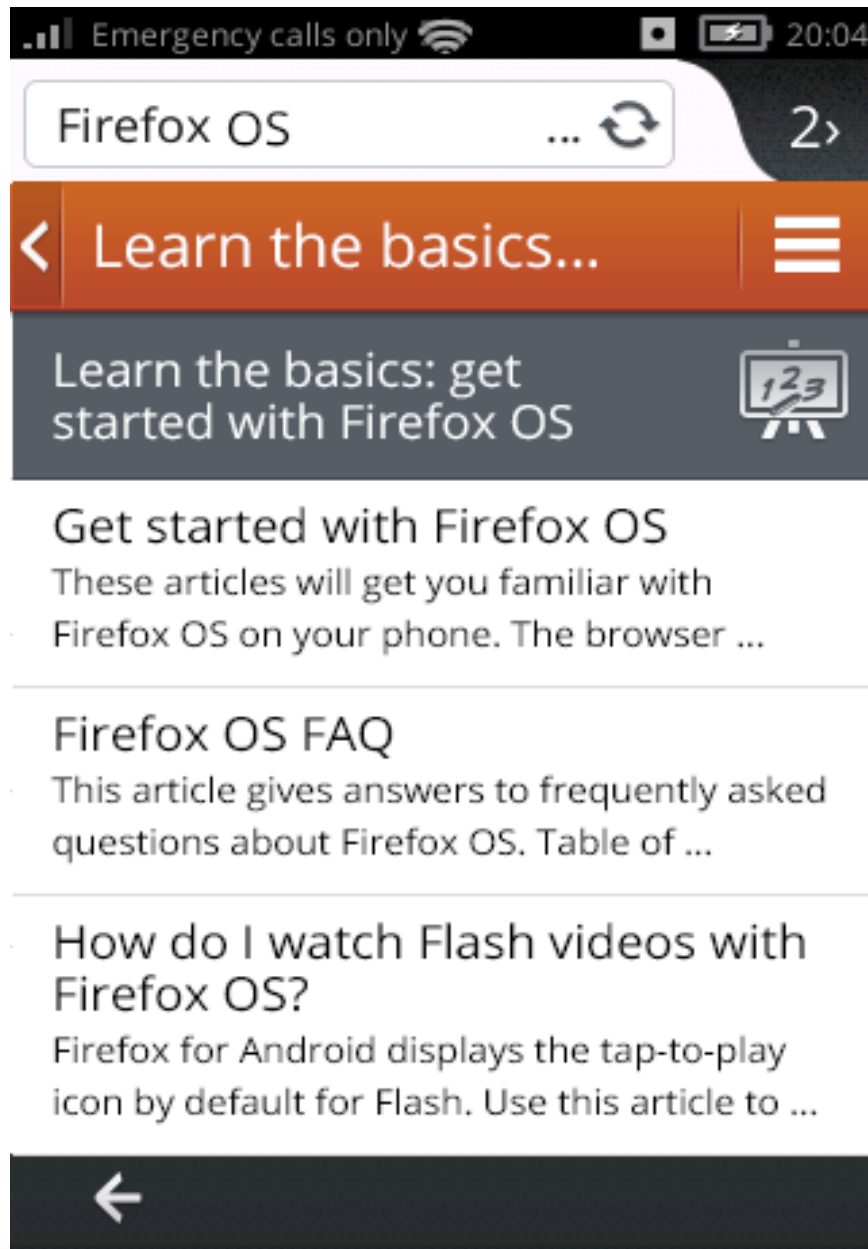 Emergency calls only 20:04
Firefox OS ... 2›
Learn the basics...
Learn the basics: get
started with Firefox OS
123
Get started with Firefox OS
These articles will get you familiar with
Firefox OS on your phone. The browser ...
Firefox OS FAQ
This article gives answers to frequently asked
questions about Firefox OS. Table of ...
How do I watch Flash videos with
Firefox OS?
Firefox for Android displays the tap-to-play
icon by default for Flash. Use this article to ...